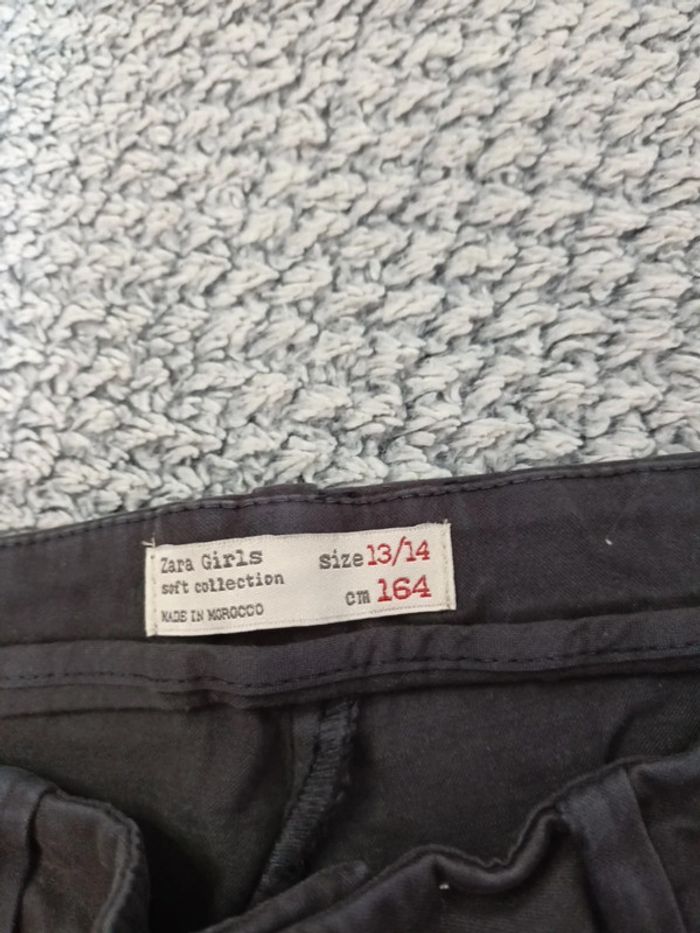 Zara Girls size 13/14
soft collection
cm 164
MADE IN MOROCCO